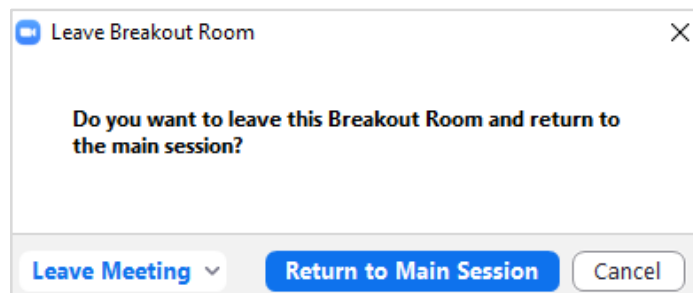 Leave Breakout Room
Do you want to leave this Breakout Room and return to
the main session?
Leave Meeting Return to Main Session Cancel